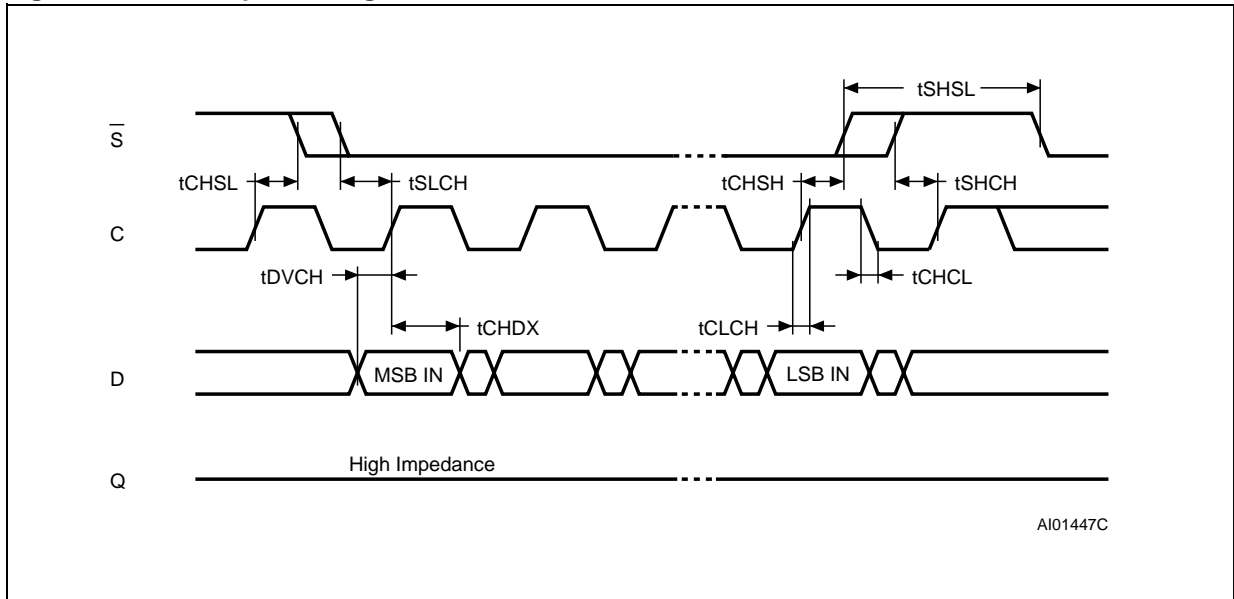 tSHSL
S
tCHSL
tSLCH
tCHSH
tSHCH
C
tDVCH
tCHCL
tCHDX
tCLCH
D
MSB IN
LSB IN
High Impedance
Q
AI01447C